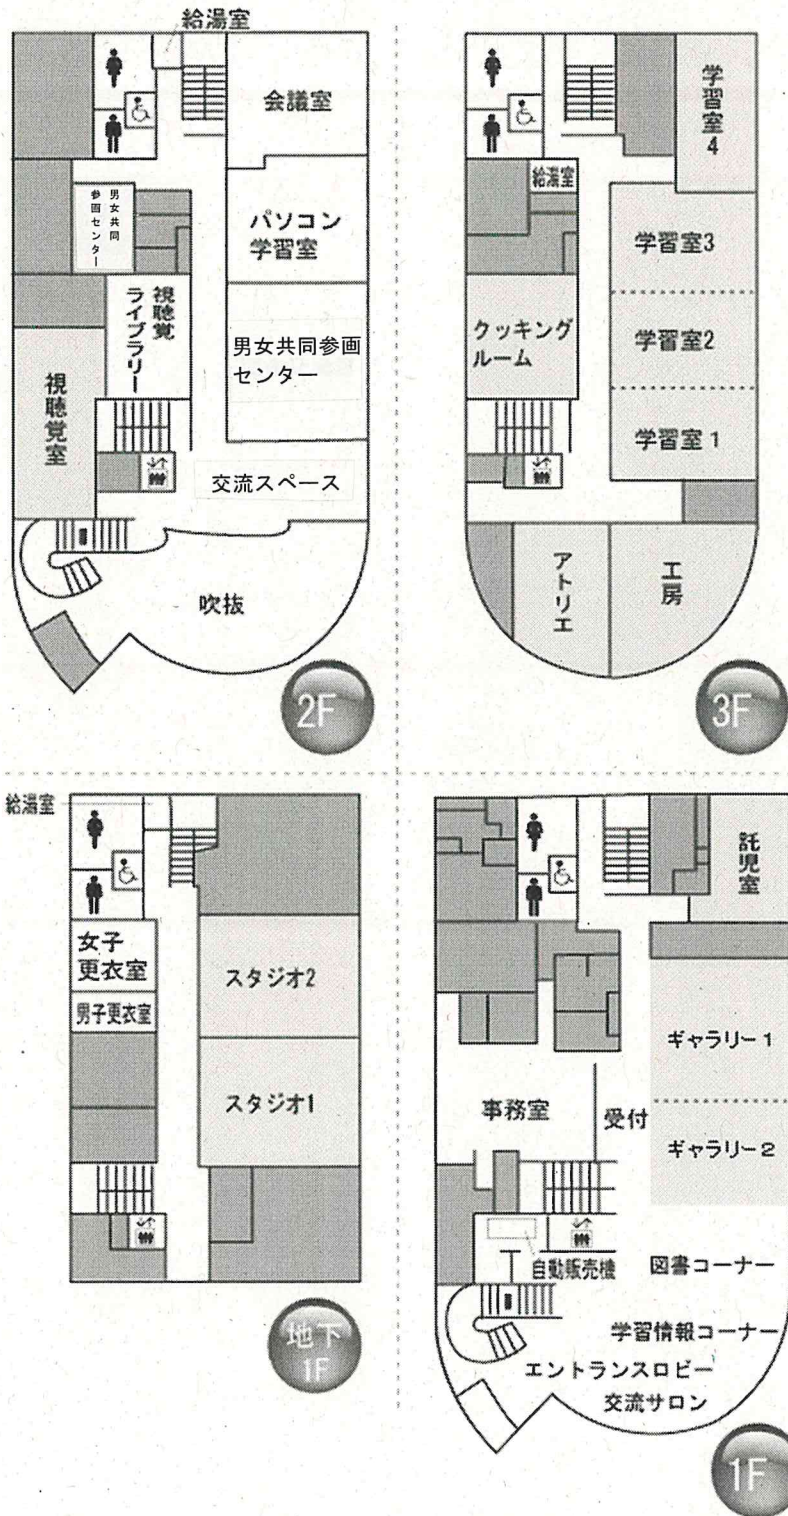 給湯室
会議室
男女共同
参画センター
パソコン
学習室
視聴覚
ライブラリー
男女共同参画
センター
視聴覚室
交流スペース
吹抜
2F
学習室4
給湯室
学習室3
クッキング
ルーム
学習室2
学習室1
アトリエ
工房
3F
給湯室
女子
更衣室
男子更衣室
スタジオ2
スタジオ1
地下
1F
託児室
ギャラリー1
事務室
受付
ギャラリー2
自動販売機
図書コーナー
学習情報コーナー
エントランスロビー
交流サロン
1F